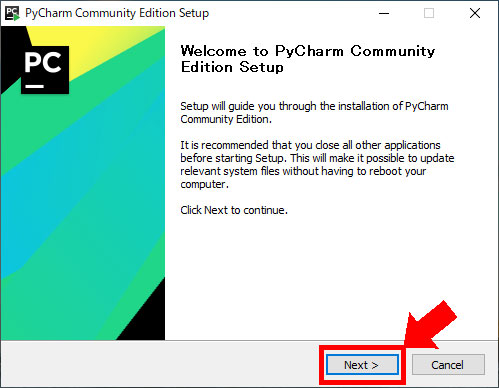 PC PyCharm Community Edition Setup
PC
Welcome to PyCharm Community
Edition Setup
Setup will guide you through the installation of PyCharm
Community Edition.
It is recommended that you close all other applications
before starting Setup. This will make it possible to update
relevant system files without having to reboot your
computer.
Click Next to continue.
Next > Cancel